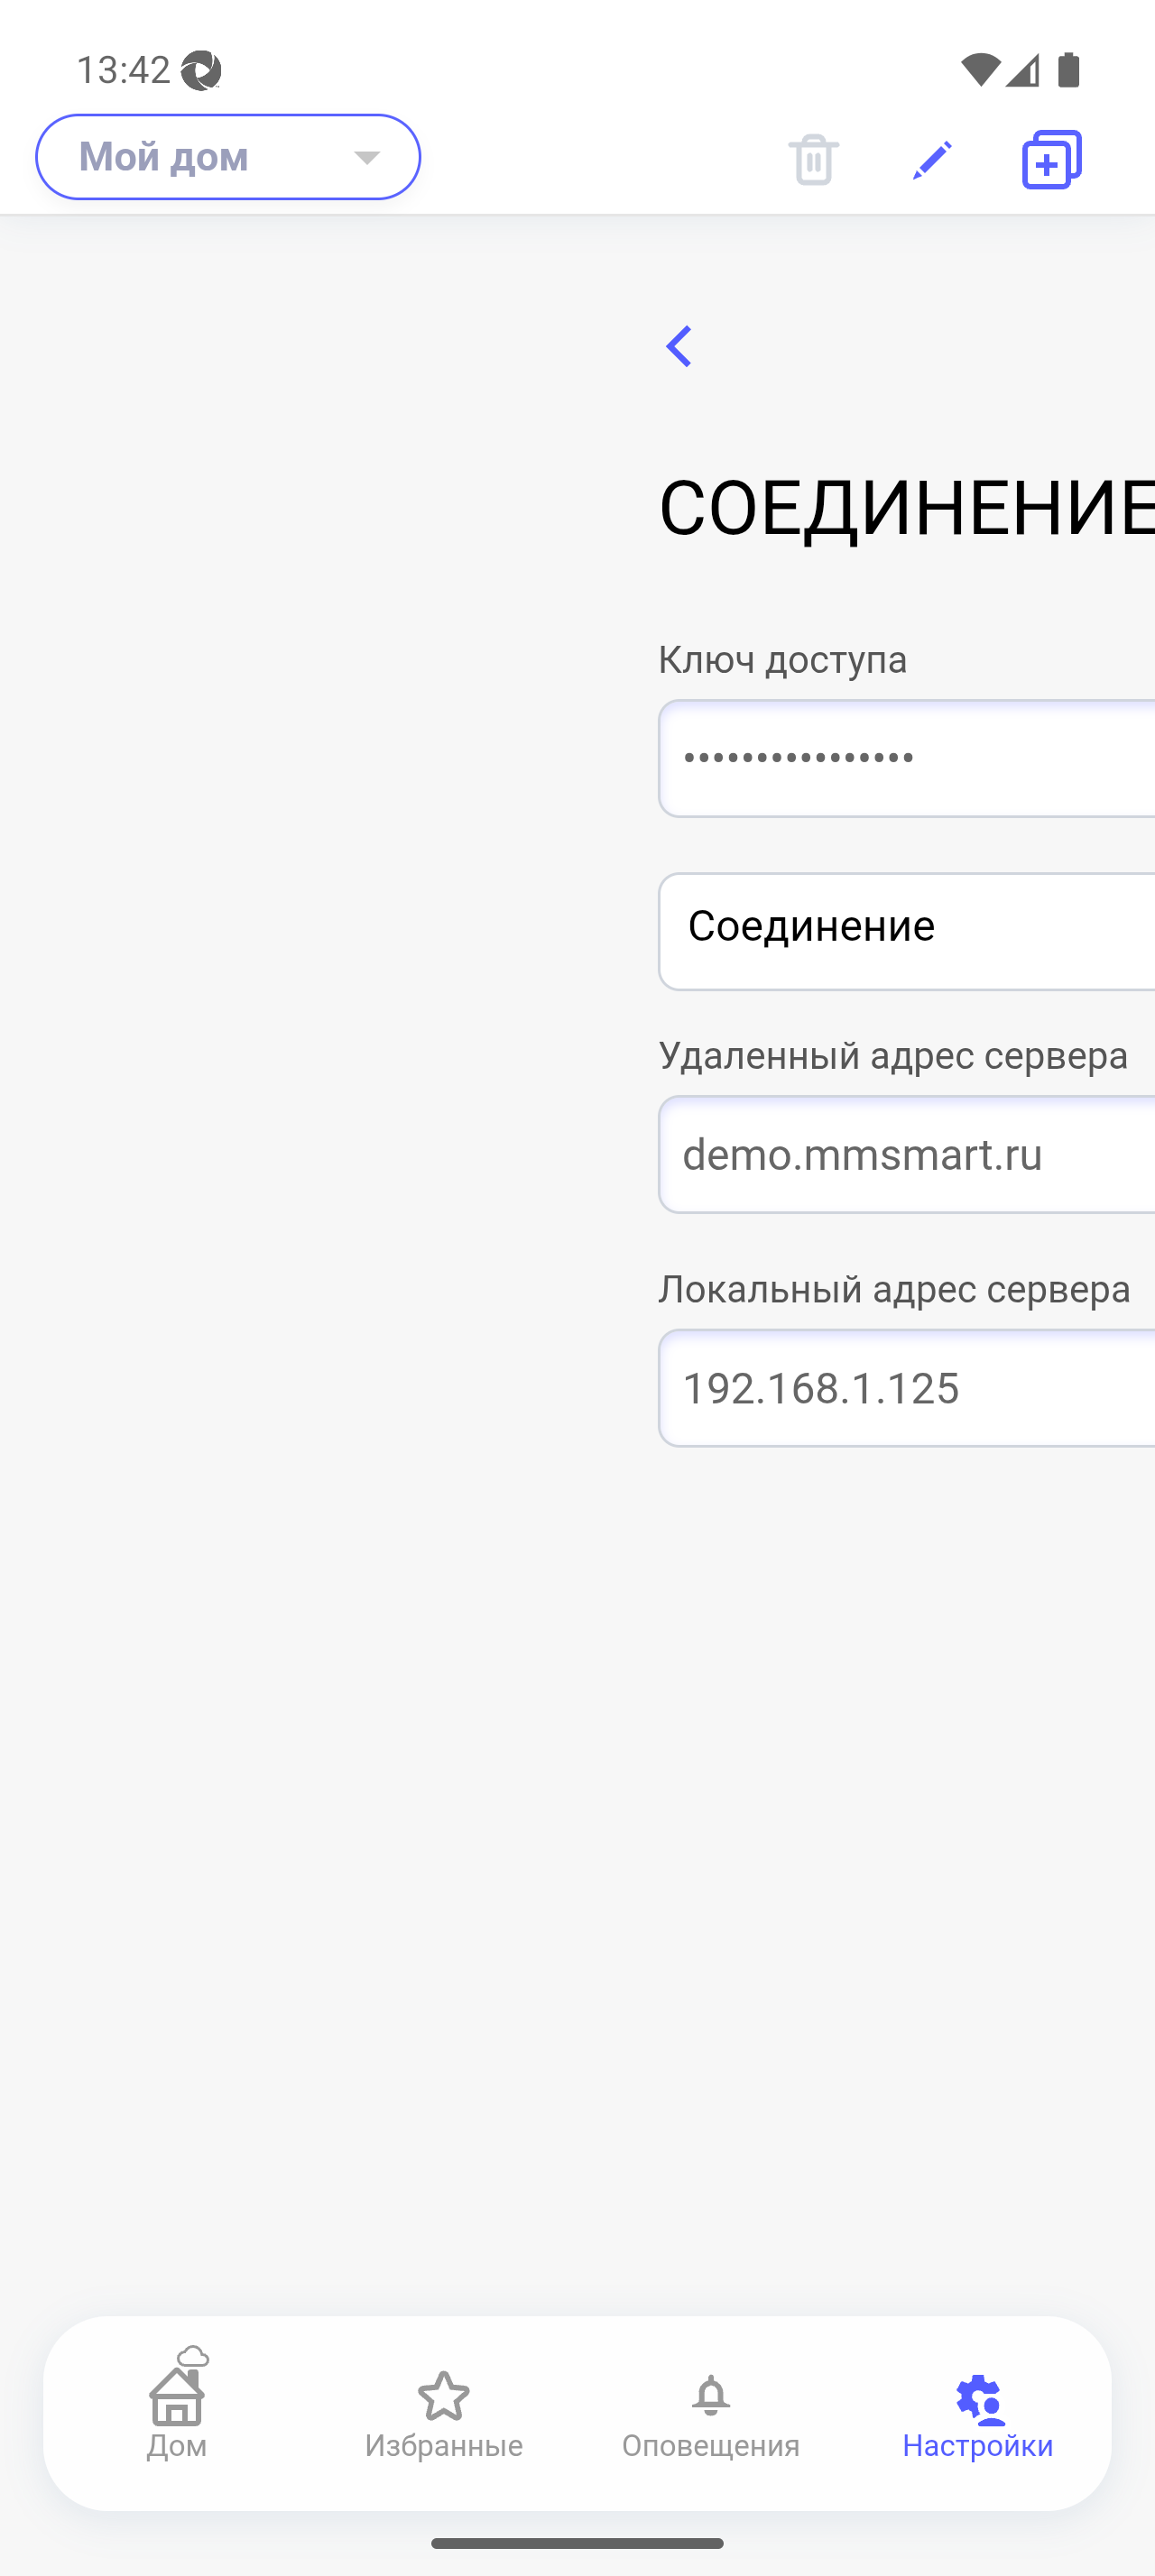 13:42
Мой дом
СОЕДИНЕНИЕ
Ключ доступа
••••••••••••••••
Соединение
Удаленный адрес сервера
demo.mmsmart.ru
Локальный адрес сервера
192.168.1.125
Дом
Избранные
Оповещения
Настройки